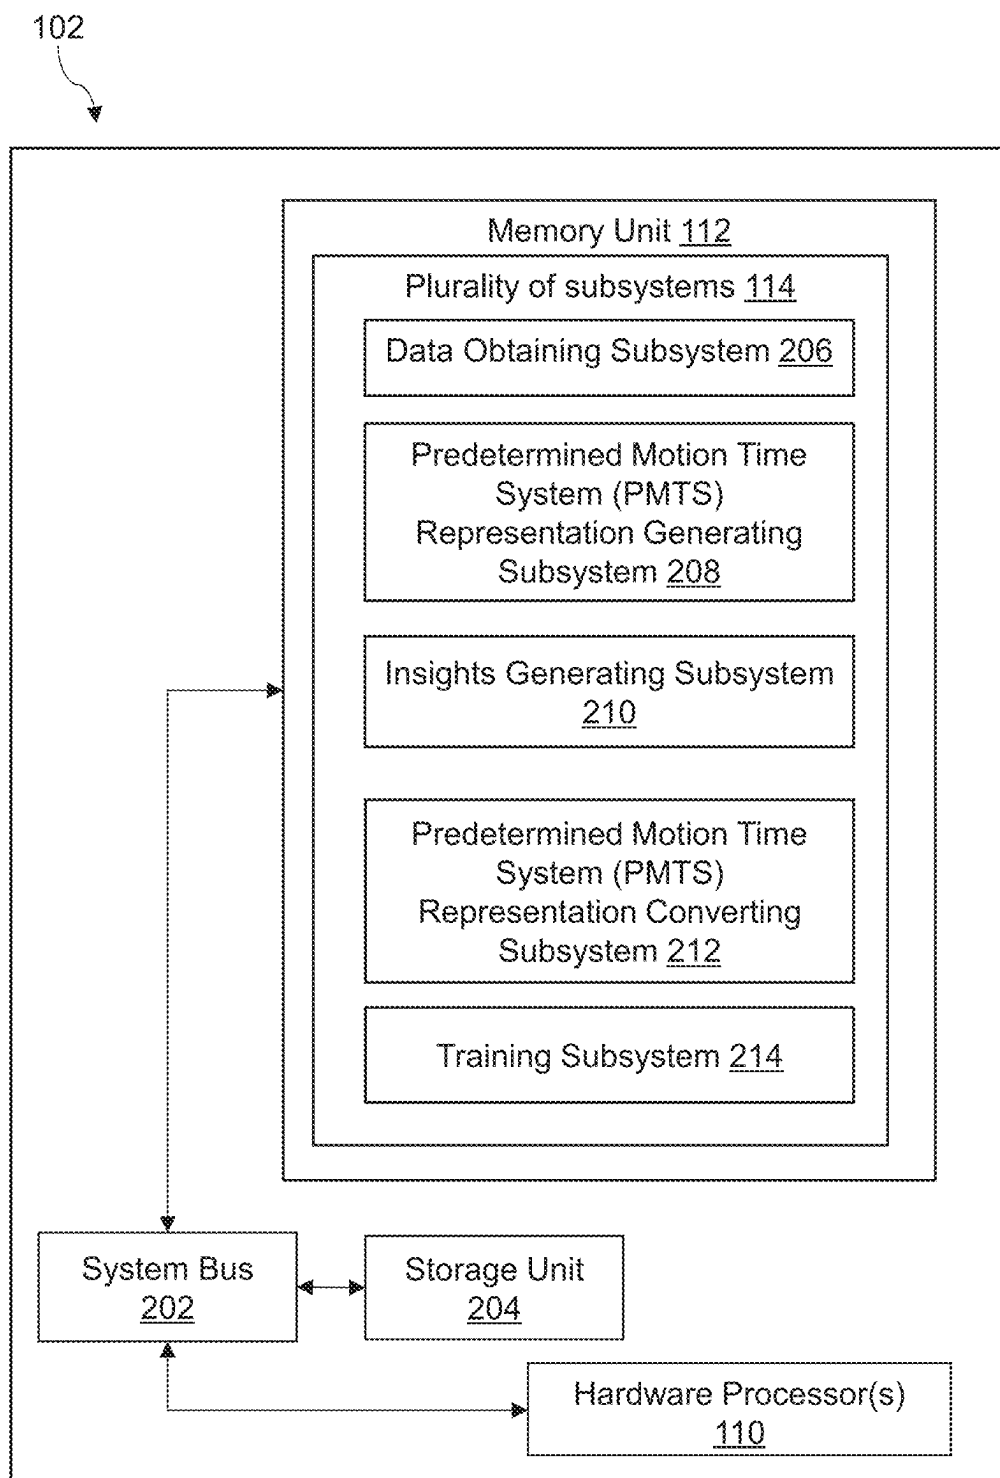 102
Memory Unit 112
Plurality of subsystems 114
Data Obtaining Subsystem 206
Predetermined Motion Time
System (PMTS)
Representation Generating
Subsystem 208
Insights Generating Subsystem
210
Predetermined Motion Time
System (PMTS)
Representation Converting
Subsystem 212
Training Subsystem 214
System Bus
202
Storage Unit
204
Hardware Processor(s)
110